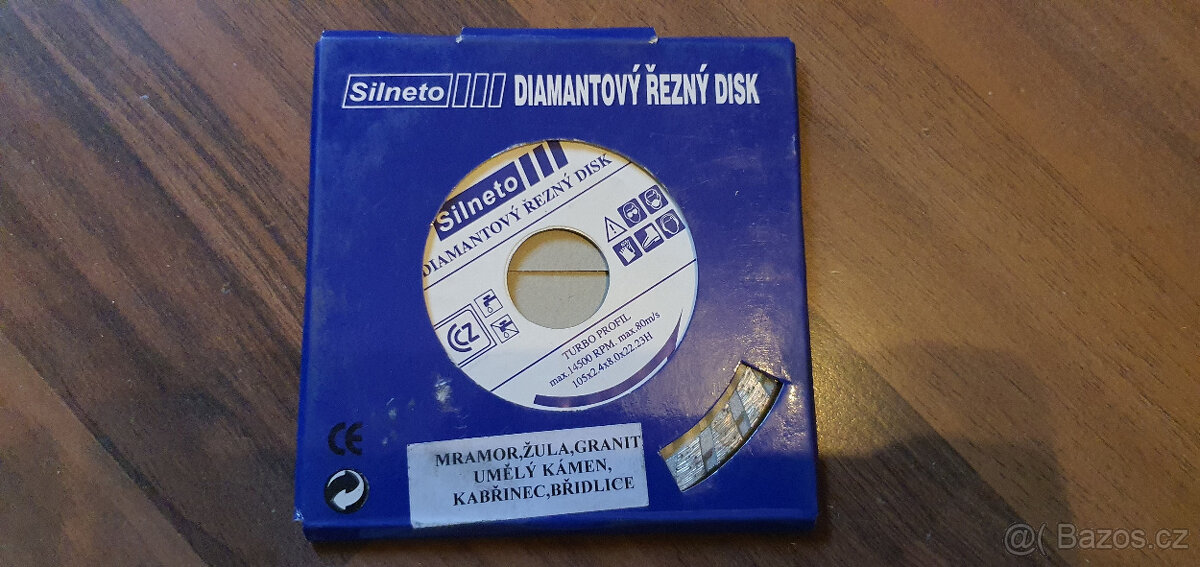 Silneto DIAMANTOVÝ ŘEZNÝ DISK
Silneto
DIAMANTOVÝ ŘEZNÝ DISK
CCZ
TURBO PROFIL
max.14500 RPM. max.80m/s
105x2.4x8.0x22.23H
CE
MRAMOR,ŽULA,GRANIT
UMĚLÝ KÁMEN,
KABŘINEC,BŘIDLICE
@( Bazos.cz